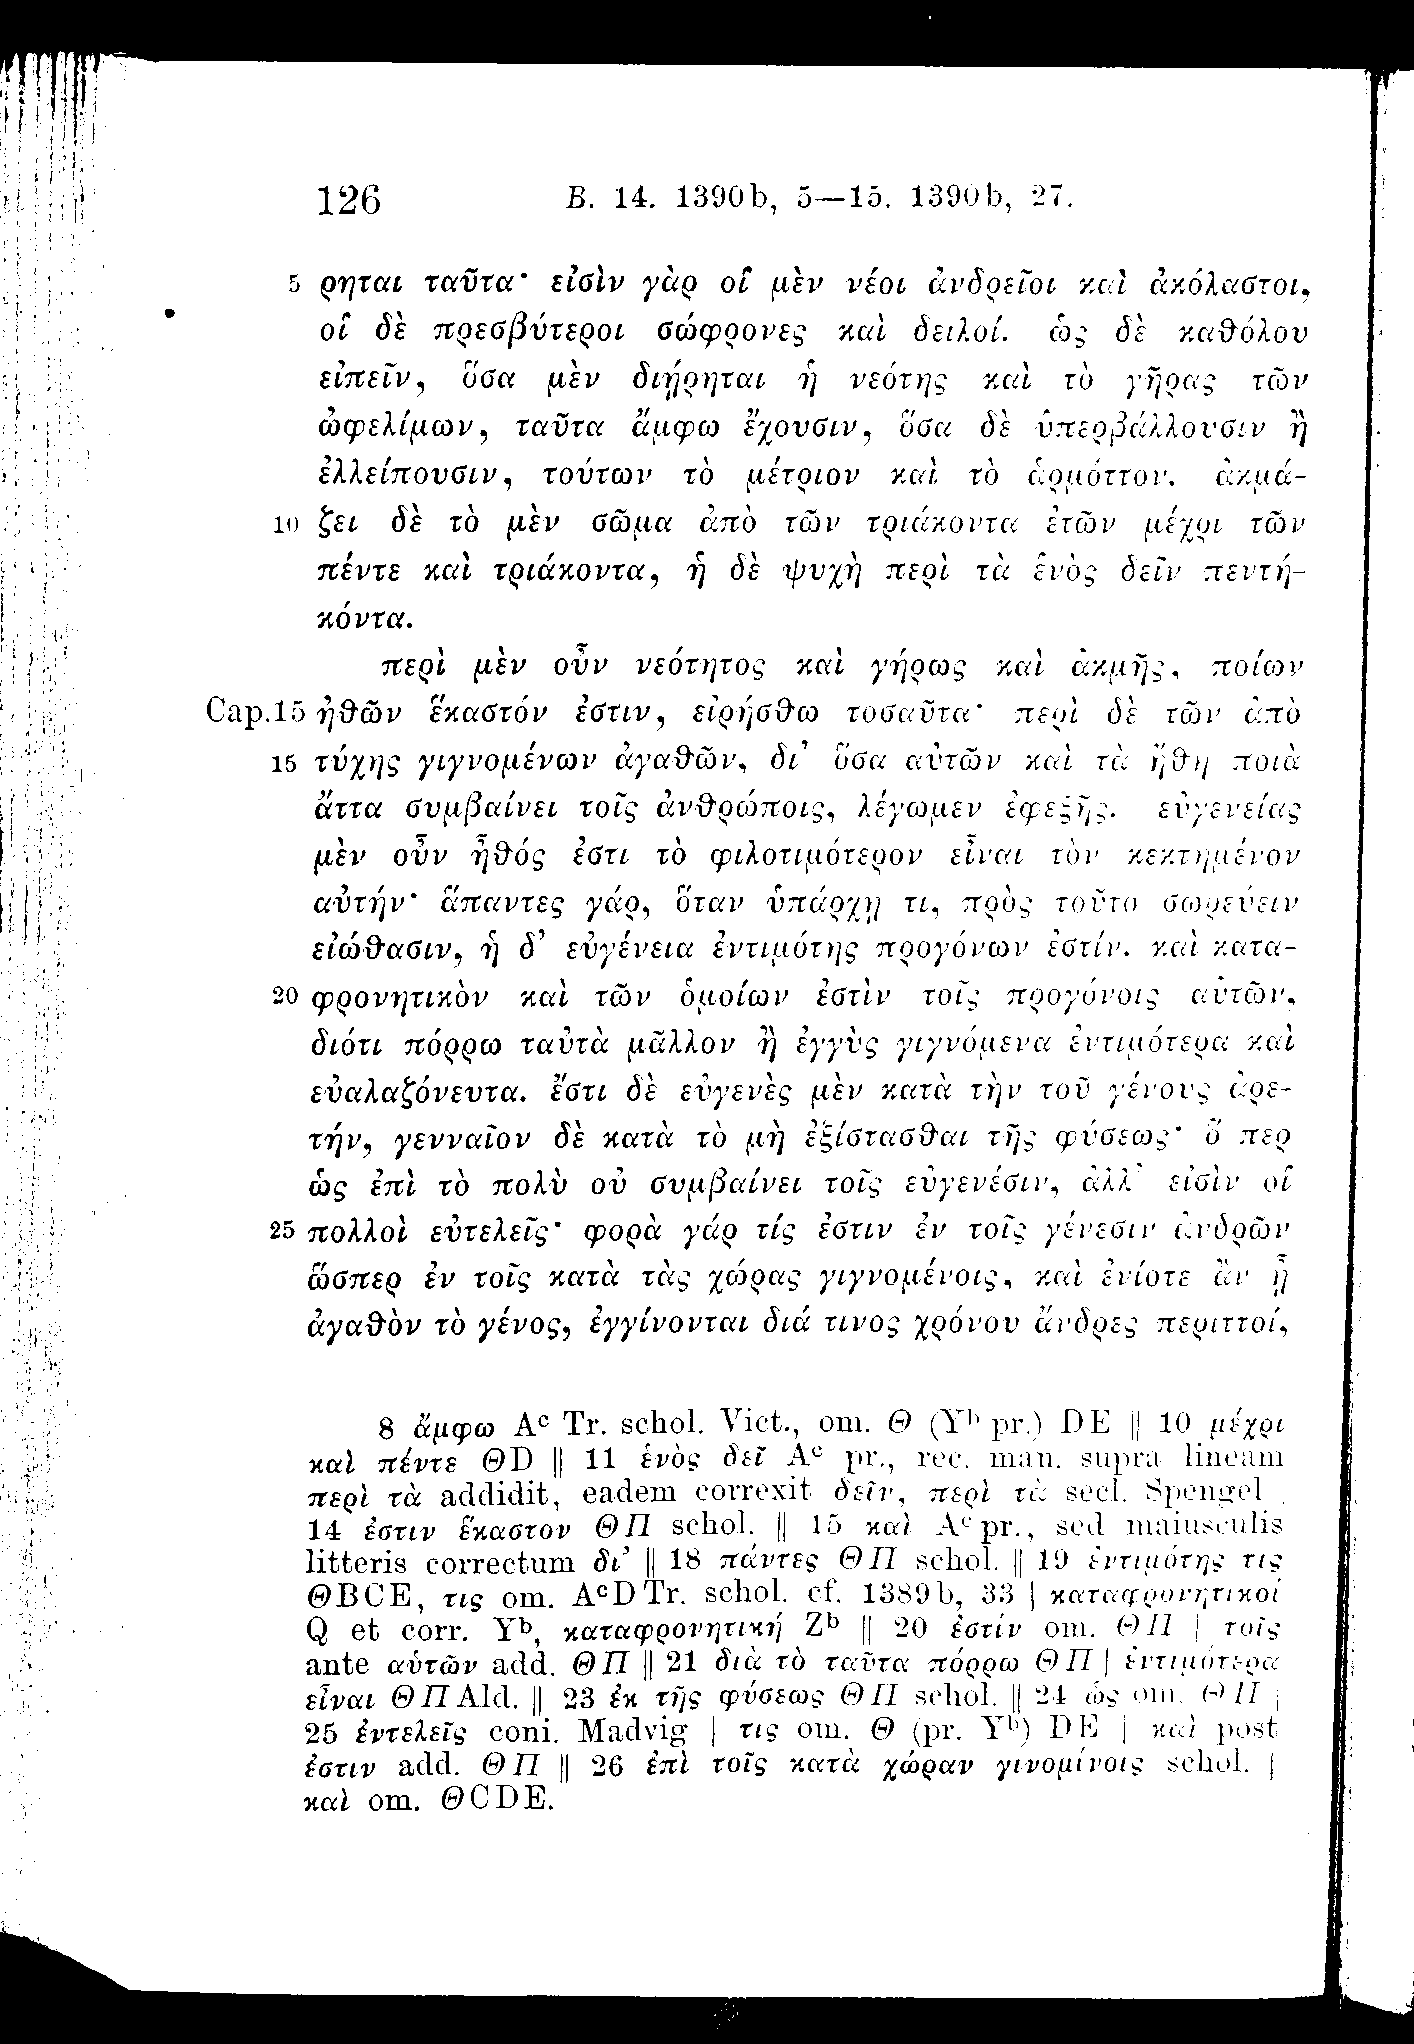 126 B. 14. 1390b, 5—15. 1390b, 27.
5 ρηται ταῦτα· εἰσὶν γὰρ οἵ μὲν νέοι ἀνδρεῖοι καὶ ἀκόλαστοι,
οἵ δὲ πρεσβύτεροι σώφρονες καὶ δειλοί. ὡς δὲ καθόλου
εἰπεῖν, ὅσα μὲν διῄρηται ἡ νεότης καὶ τὸ γῆρας τῶν
ὠφελίμων, ταῦτα ἄμφω ἔχουσιν, ὅσα δὲ ὑπερβάλλουσιν ἢ
ἐλλείπουσιν, τούτων τὸ μέτριον καὶ τὸ ἁρμόττον. ἀκμά-
10 ζει δὲ τὸ μὲν σῶμα ἀπὸ τῶν τριάκοντα ἐτῶν μέχρι τῶν
πέντε καὶ τριάκοντα, ἡ δὲ ψυχὴ περὶ τὰ ἑνὸς δεῖν πεντή-
κόντα.
περὶ μὲν οὖν νεότητος καὶ γήρως καὶ ἀκμῆς, ποίων
Cap.15 ἠθῶν ἕκαστόν ἐστιν, εἰρήσθω τοσαῦτα· περὶ δὲ τῶν ἀπὸ
15 τύχης γιγνομένων ἀγαθῶν, δι’ ὅσα αὐτῶν καὶ τὰ ἤθη ποιὰ
ἄττα συμβαίνει τοῖς ἀνθρώποις, λέγωμεν ἐφεξῆς. εὐγενείας
μὲν οὖν ἦθός ἐστι τὸ φιλοτιμότερον εἶναι τὸν κεκτημένον
αὐτήν· ἅπαντες γάρ, ὅταν ὑπάρχῃ τι, πρὸς τοῦτο σωρεύειν
εἰώθασιν, ἡ δ’ εὐγένεια ἐντιμότης προγόνων ἐστίν. καὶ κατα-
20 φρονητικὸν καὶ τῶν ὁμοίων ἐστὶν τοῖς προγόνοις αὑτῶν,
διότι πόρρω ταὐτὰ μᾶλλον ἢ ἐγγὺς γιγνόμενα ἐντιμότερα καὶ
εὐαλαζόνευτα. ἔστι δὲ εὐγενὲς μὲν κατὰ τὴν τοῦ γένους ἀρε-
τήν, γενναῖον δὲ κατὰ τὸ μὴ ἐξίστασθαι τῆς φύσεως· ὅ περ
ὡς ἐπὶ τὸ πολὺ οὐ συμβαίνει τοῖς εὐγενέσιν, ἀλλ’ εἰσὶν οἵ
25 πολλοὶ εὐτελεῖς· φορὰ γάρ τίς ἐστιν ἐν τοῖς γένεσιν ἀνδρῶν
ὥσπερ ἐν τοῖς κατὰ τὰς χώρας γιγνομένοις, καὶ ἐνίοτε ἂν ᾖ
ἀγαθὸν τὸ γένος, ἐγγίνονται διά τινος χρόνου ἄνδρες περιττοί,
8 ἄμφω Aᶜ Tr. schol. Vict., om. Θ (Yᵇ pr.) DE || 10 μέχρι
καὶ πέντε ΘD || 11 ἑνὸς δεῖ Aᶜ pr., rec. man. supra lineam
περὶ τὰ addidit, eadem correxit δεῖν, περὶ τὰ secl. Spengel
14 ἐστιν ἕκαστον ΘΠ schol. || 15 καὶ Aᶜ pr., sed maiusculis
litteris correctum δι’ || 18 πάντες ΘΠ schol. || 19 ἐντιμότης τις
ΘBCE, τις om. AᶜD Tr. schol. cf. 1389b, 33 | καταφρονητικοί
Q et corr. Yᵇ, καταφρονητική Zᵇ || 20 ἐστίν om. ΘΠ | τοῖς
ante αὑτῶν add. ΘΠ || 21 διὰ τὸ ταῦτα πόρρω ΘΠ | ἐντιμότερα
εἶναι ΘΠ Ald. || 23 ἐκ τῆς φύσεως ΘΠ schol. || 24 ὡς om. ΘΠ |
25 ἐντελεῖς coni. Madvig | τις om. Θ (pr. Yᵇ) DE | καὶ post
ἐστιν add. ΘΠ || 26 ἐπὶ τοῖς κατὰ χώραν γινομένοις schol. |
καὶ om. ΘCDE.